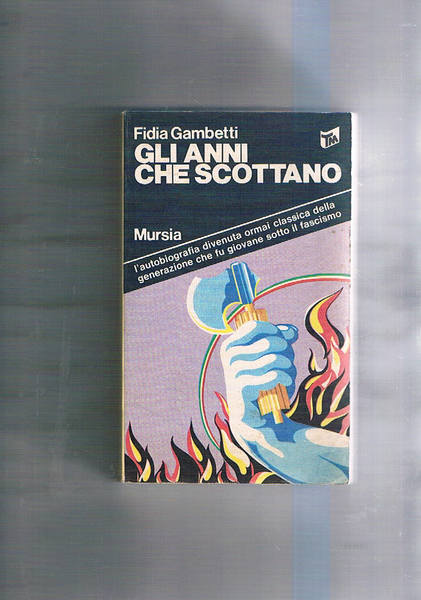 Fidia Gambetti
TM
GLI ANNI
CHE SCOTTANO
Mursia
l'autobiografia divenuta ormai classica della
generazione che fu giovane sotto il fascismo